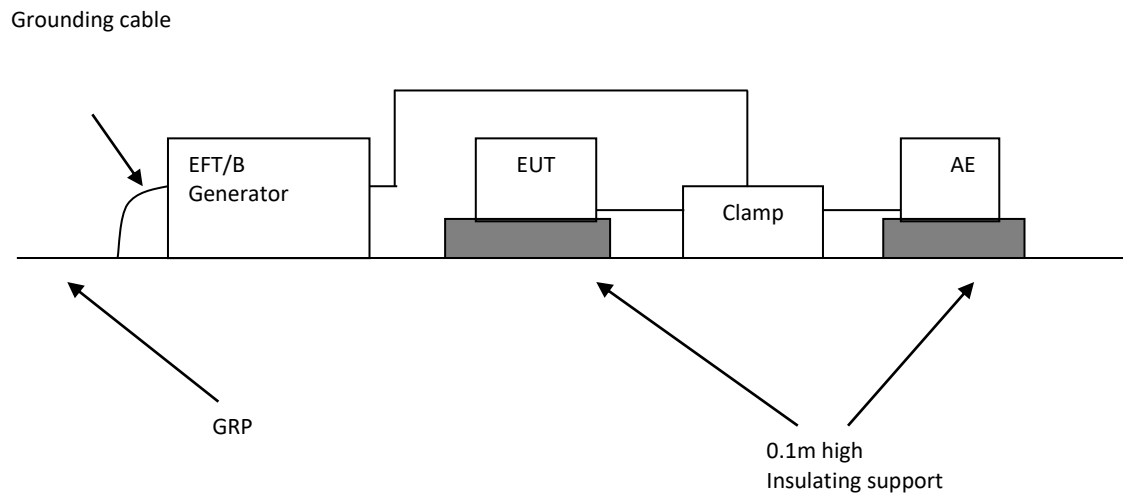 Grounding cable
EFT/B
Generator
EUT
Clamp
AE
GRP
0.1m high
Insulating support